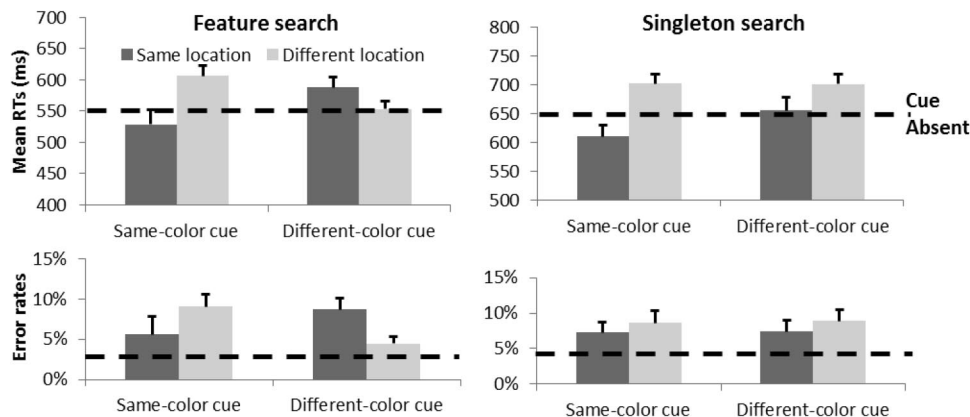 Feature search
Same location
Different location
Mean RTs (ms)
700
650
600
550
500
450
400
Same-color cue
Different-color cue
Singleton search
800
750
700
650
600
550
500
Cue
Absent
Same-color cue
Different-color cue
Error rates
15%
10%
5%
0%
Same-color cue
Different-color cue
15%
10%
5%
0%
Same-color cue
Different-color cue